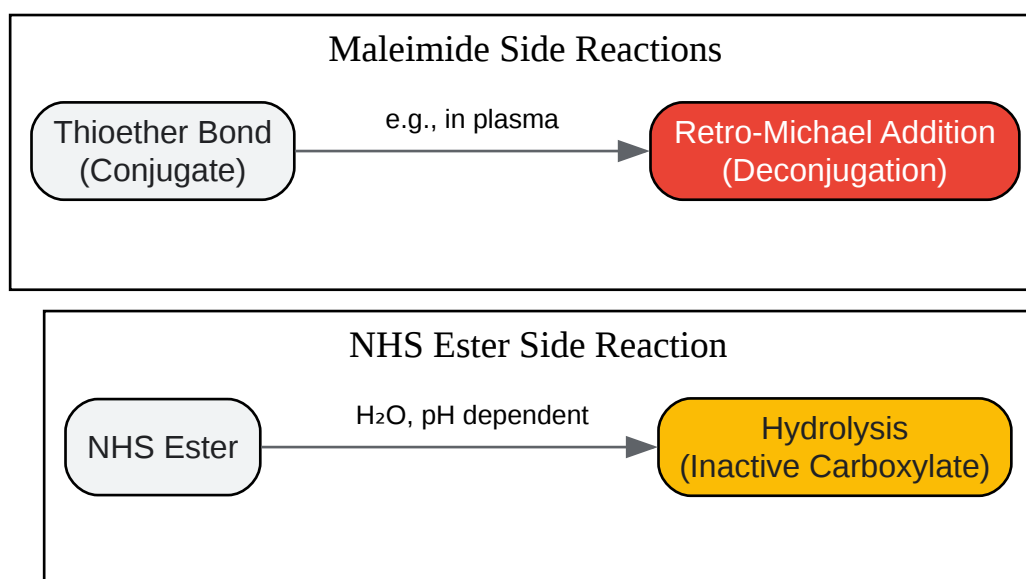 Maleimide Side Reactions
Thioether Bond
(Conjugate)
e.g., in plasma
Retro-Michael Addition
(Deconjugation)
NHS Ester Side Reaction
NHS Ester
H₂O, pH dependent
Hydrolysis
(Inactive Carboxylate)